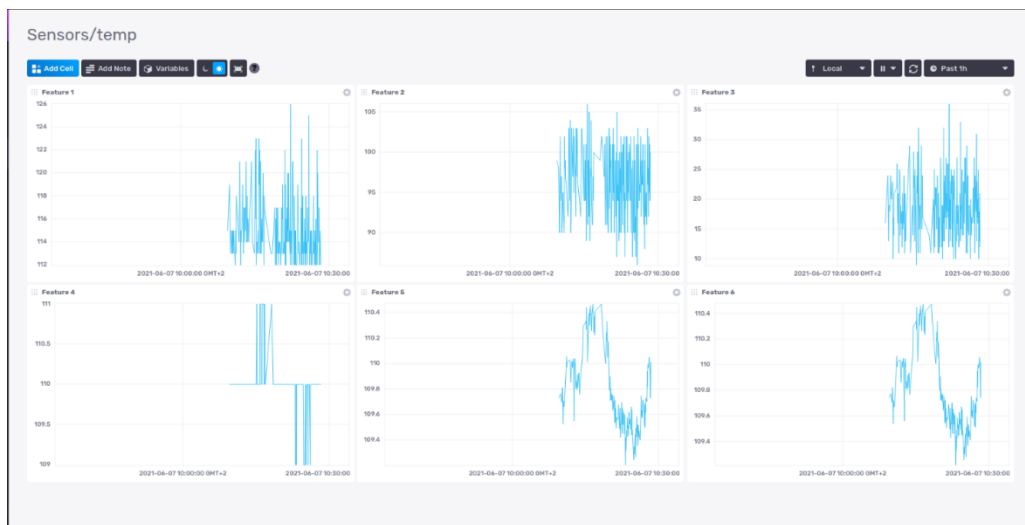 Sensors/temp
Add Cell Add Note Variables ? Local Past 1h
Feature 1
126
124
122
120
118
116
114
112
2021-06-07 10:00:00 GMT+2 2021-06-07 10:30:00
Feature 2
195
190
95
90
2021-06-07 10:00:00 GMT+2 2021-06-07 10:30:00
Feature 3
35
30
25
20
15
10
2021-06-07 10:00:00 GMT+2 2021-06-07 10:30:00
Feature 4
111
110.5
110
109.5
109
2021-06-07 10:00:00 GMT+2 2021-06-07 10:30:00
Feature 5
110.4
110.2
110
109.8
109.6
109.4
2021-06-07 10:00:00 GMT+2 2021-06-07 10:30:00
Feature 6
110.4
110.2
110
109.8
109.6
109.4
2021-06-07 10:00:00 GMT+2 2021-06-07 10:30:00